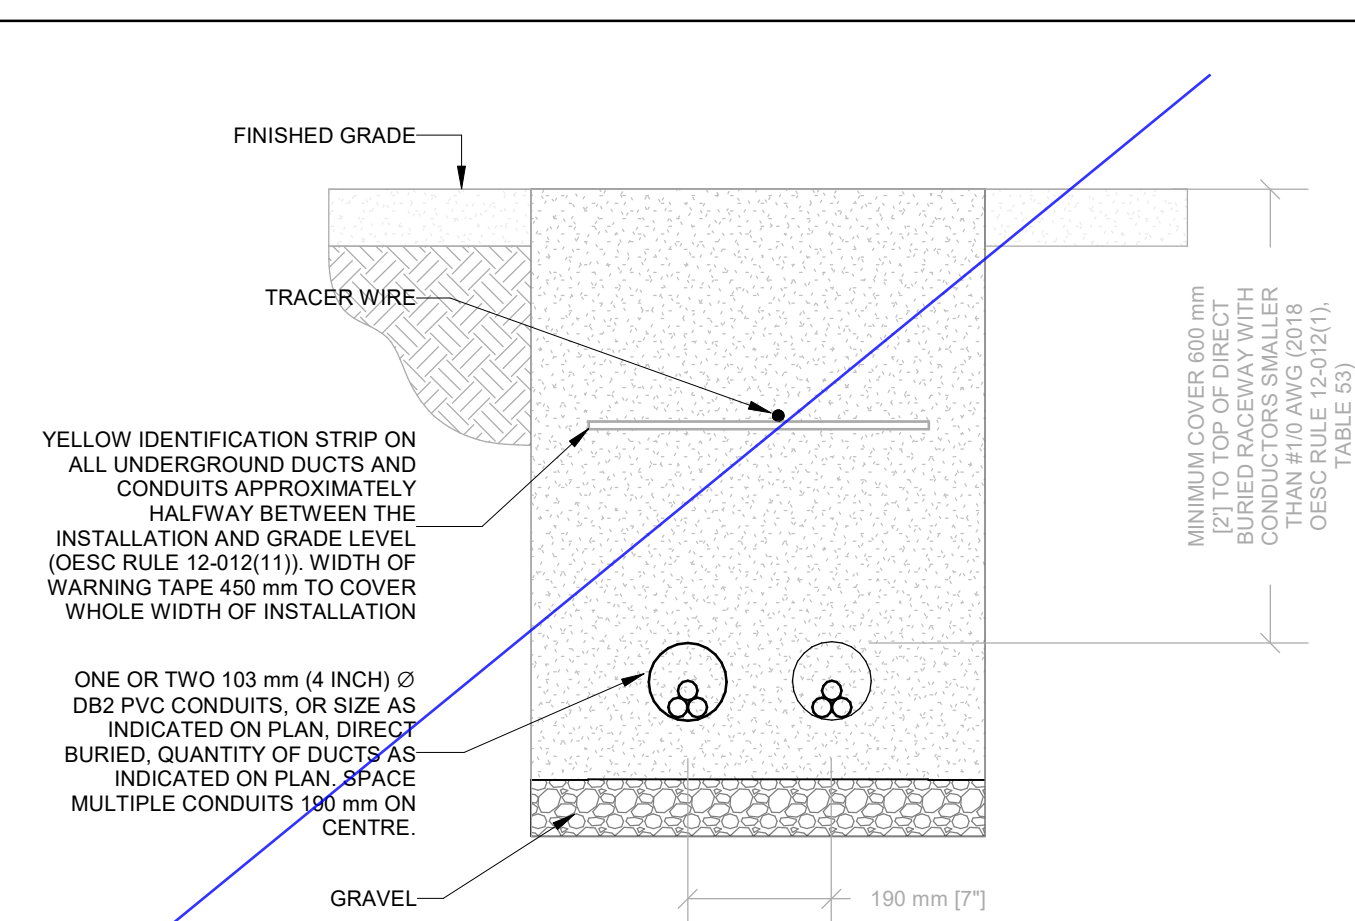 FINISHED GRADE
TRACER WIRE
YELLOW IDENTIFICATION STRIP ON
ALL UNDERGROUND DUCTS AND
CONDUITS APPROXIMATELY
HALFWAY BETWEEN THE
INSTALLATION AND GRADE LEVEL
(OESC RULE 12-012(11)). WIDTH OF
WARNING TAPE 450 mm TO COVER
WHOLE WIDTH OF INSTALLATION
ONE OR TWO 103 mm (4 INCH) Ø
DB2 PVC CONDUITS, OR SIZE AS
INDICATED ON PLAN, DIRECT
BURIED, QUANTITY OF DUCTS AS
INDICATED ON PLAN. SPACE
MULTIPLE CONDUITS 190 mm ON
CENTRE.
GRAVEL
190 mm [7"]
MINIMUM COVER 600 mm
[2'] TO TOP OF DIRECT
BURIED RACEWAY WITH
CONDUCTORS SMALLER
THAN #1/0 AWG (2018
OESC RULE 12-012(1),
TABLE 53)